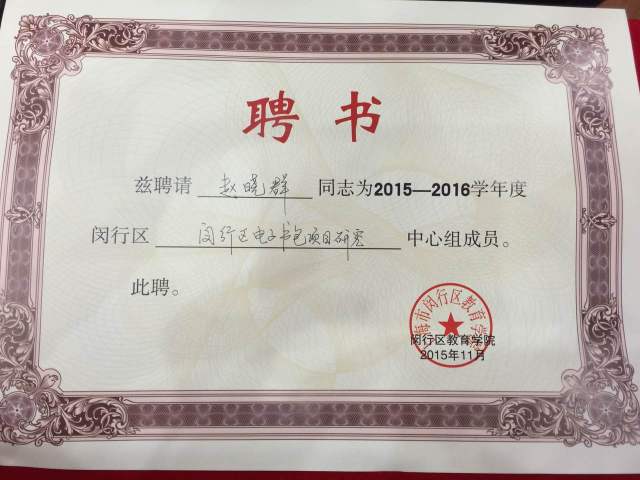 聘书
兹聘请 赵晓群 同志为2015—2016学年度
闵行区 闵行区电子书包项目研究 中心组成员。
此聘。
上海市闵行区教育学院
闵行区教育学院
2015年11月